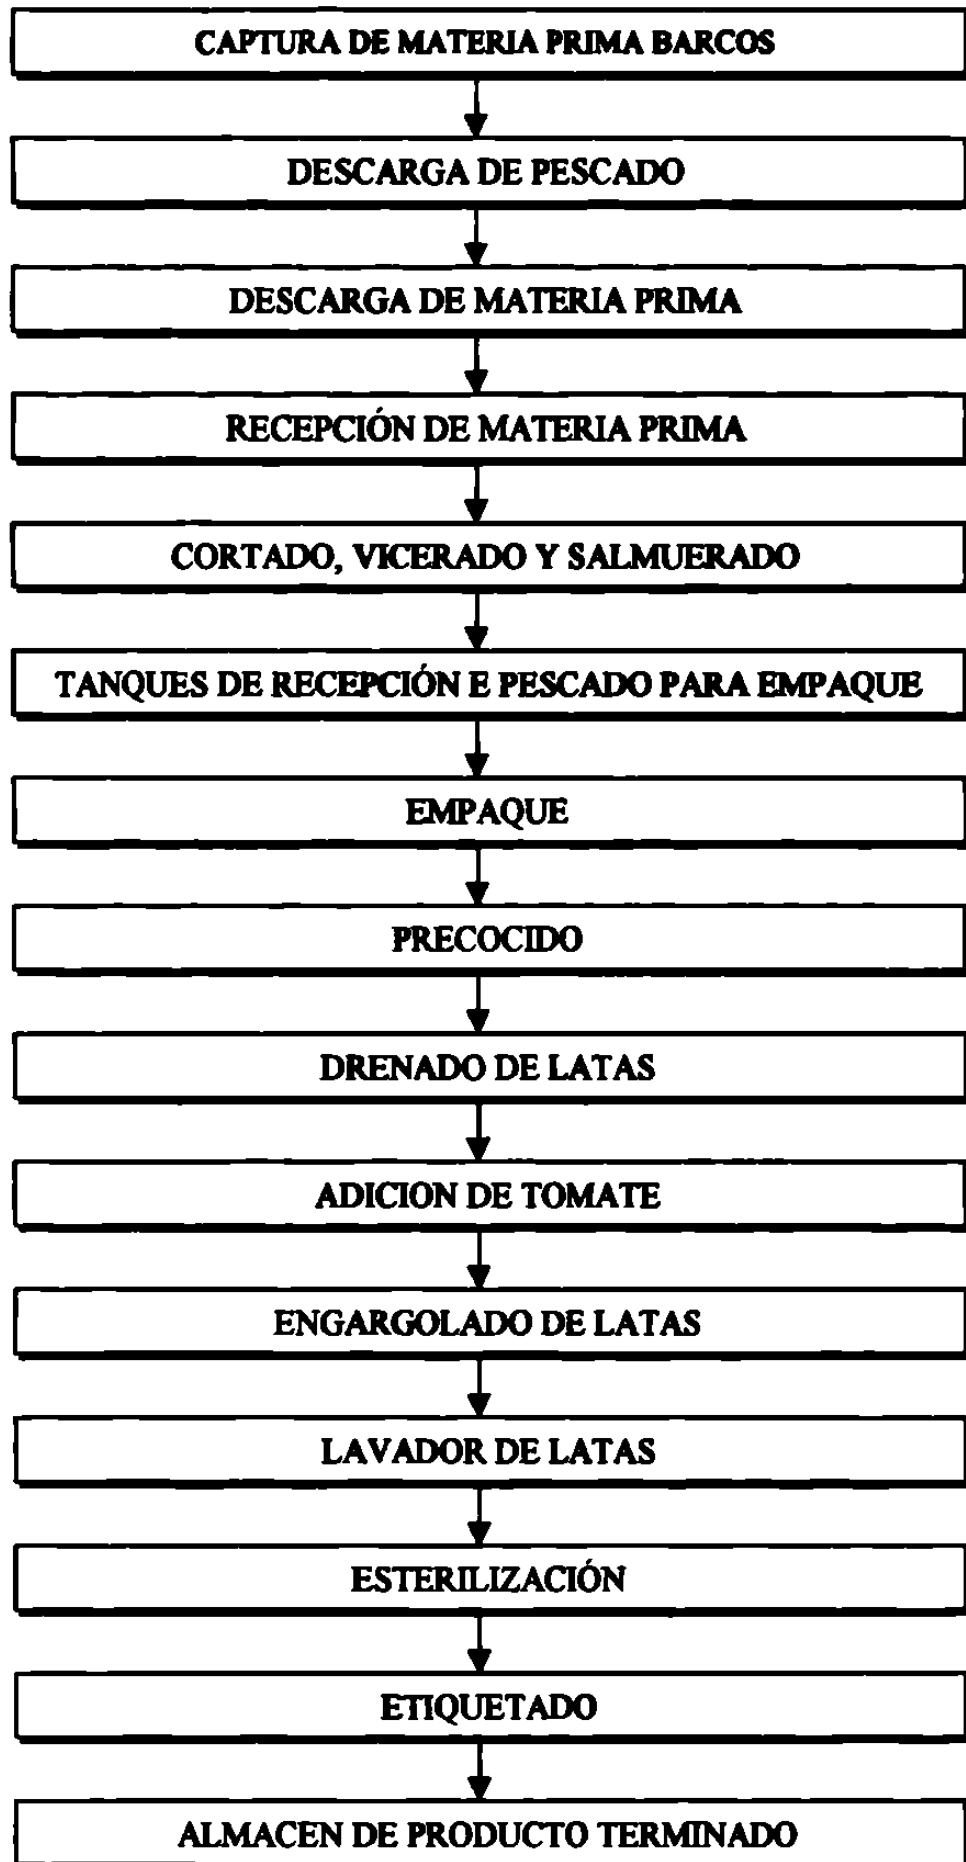 CAPTURA DE MATERIA PRIMA BARCOS
DESCARGA DE PESCADO
DESCARGA DE MATERIA PRIMA
RECEPCIÓN DE MATERIA PRIMA
CORTADO, VICERADO Y SALMUERADO
TANQUES DE RECEPCIÓN E PESCADO PARA EMPAQUE
EMPAQUE
PRECOCIDO
DRENADO DE LATAS
ADICION DE TOMATE
ENGARGOLADO DE LATAS
LAVADOR DE LATAS
ESTERILIZACIÓN
ETIQUETADO
ALMACEN DE PRODUCTO TERMINADO